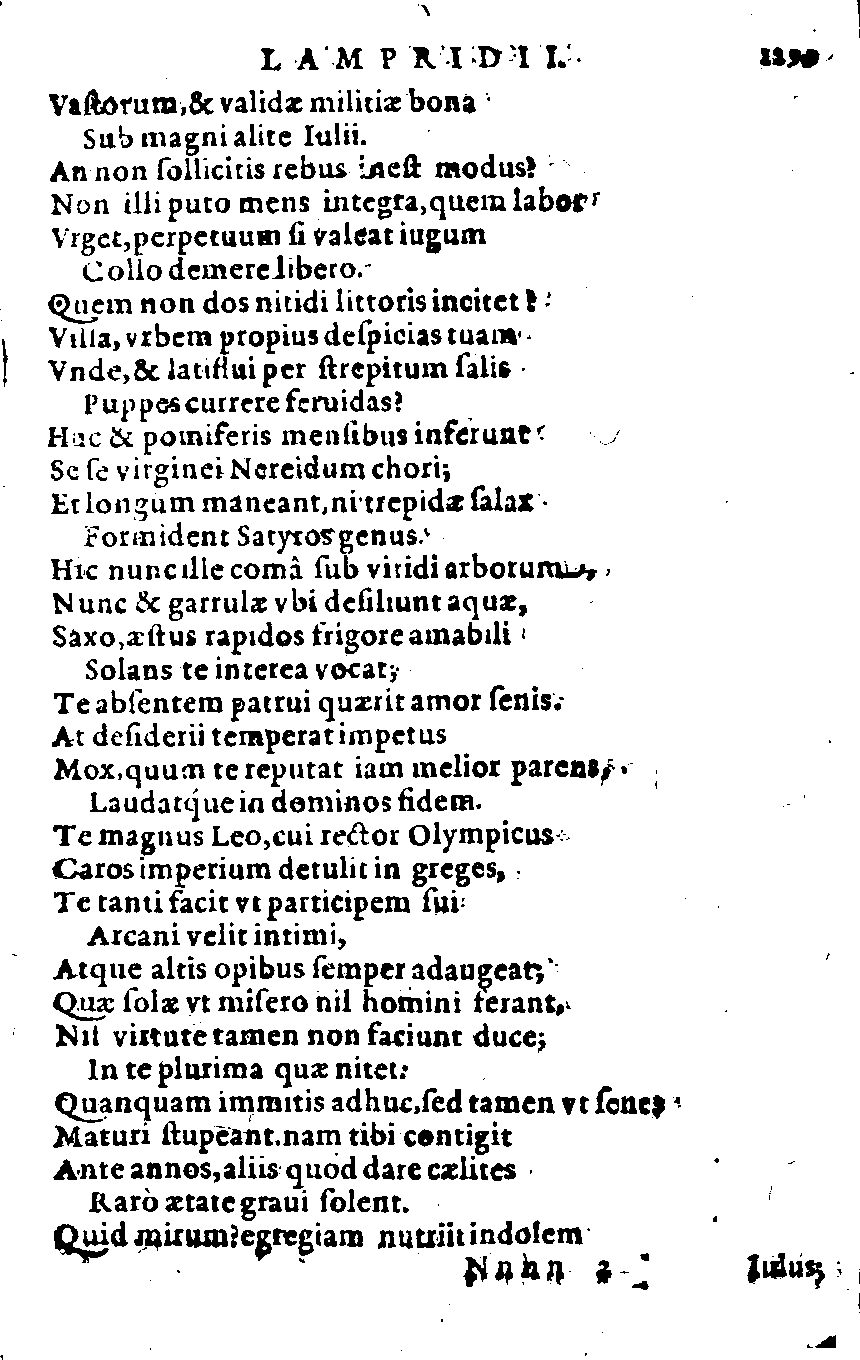 LAMPRIDII.
Vastorum,& validæ militiæ bona
Sub magni alite Iulii.
An non ſollicitis rebus ineſt modus?
Non illi puto mens integra,quem labor
Vrget,perpetuum ſi valeat iugum
Collo demere libero.
Quem non dos nitidi littoris incitet?
Villa, vrbem propius deſpicias tuam
Vnde,& latiflui per ſtrepitum ſalis
Puppes currere feruidas?
Huc & pomiferis menſibus inferunt
Se ſe virginei Nereidum chori;
Et longum maneant,ni trepidæ ſalax
Formident Satyros genus.
Hic nunc ille comâ ſub viridi arborum,
Nunc & garrulæ vbi deſiliunt aquæ,
Saxo,æſtus rapidos frigore amabili
Solans te interea vocat;
Te abſentem patrui quærit amor ſenis:
At deſiderii temperat impetus
Mox,quum te reputat iam melior parens,
Laudatq́ue in dominos fidem.
Te magnus Leo,cui rector Olympicus
Caros imperium detulit in greges,
Te tanti facit vt participem ſui
Arcani velit intimi,
Atque altis opibus ſemper adaugeat;
Quæ ſolæ vt miſero nil homini ferant,
Nil virtute tamen non faciunt duce;
In te plurima quæ nitet:
Quanquam immitis adhuc,ſed tamen vt ſenes
Maturi ſtupeant.nam tibi contigit
Ante annos,aliis quod dare cælites
Rarò ætate graui ſolent.
Quid mirum?egregiam nutriit indolem
Nnnn 2
Iulus;